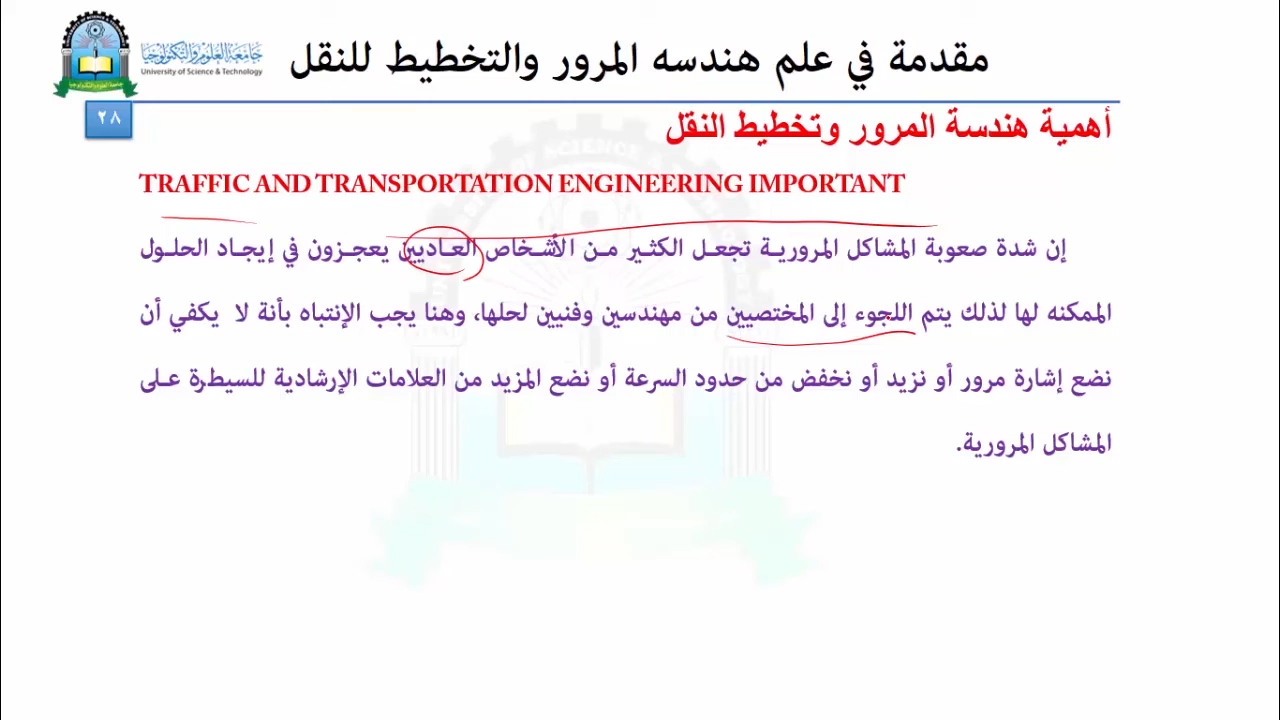 جامعة العلوم والتكنولوجيا
University of Science & Technology
مقدمة في علم هندسه المرور والتخطيط للنقل
٢٨
أهمية هندسة المرور وتخطيط النقل
TRAFFIC AND TRANSPORTATION ENGINEERING IMPORTANT
إن شدة صعوبة المشاكل المرورية تجعل الكثير من الأشخاص العاديين يعجزون في إيجاد الحلول
الممكنه لها لذلك يتم اللجوء إلى المختصيين من مهندسين وفنيين لحلها، وهنا يجب الإنتباه بأنة لا يكفي أن
نضع إشارة مرور أو نزيد أو نخفض من حدود السرعة أو نضع المزيد من العلامات الإرشادية للسيطرة على
المشاكل المرورية.